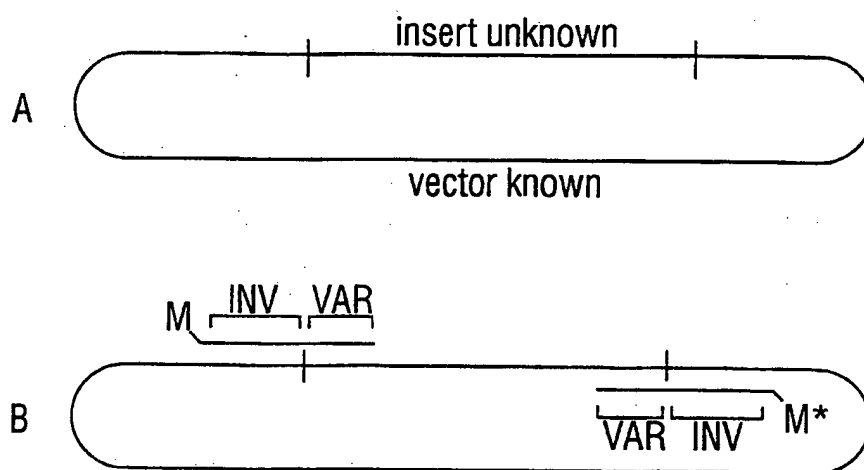 insert unknown
A
vector known
M INV VAR
B
VAR INV M*